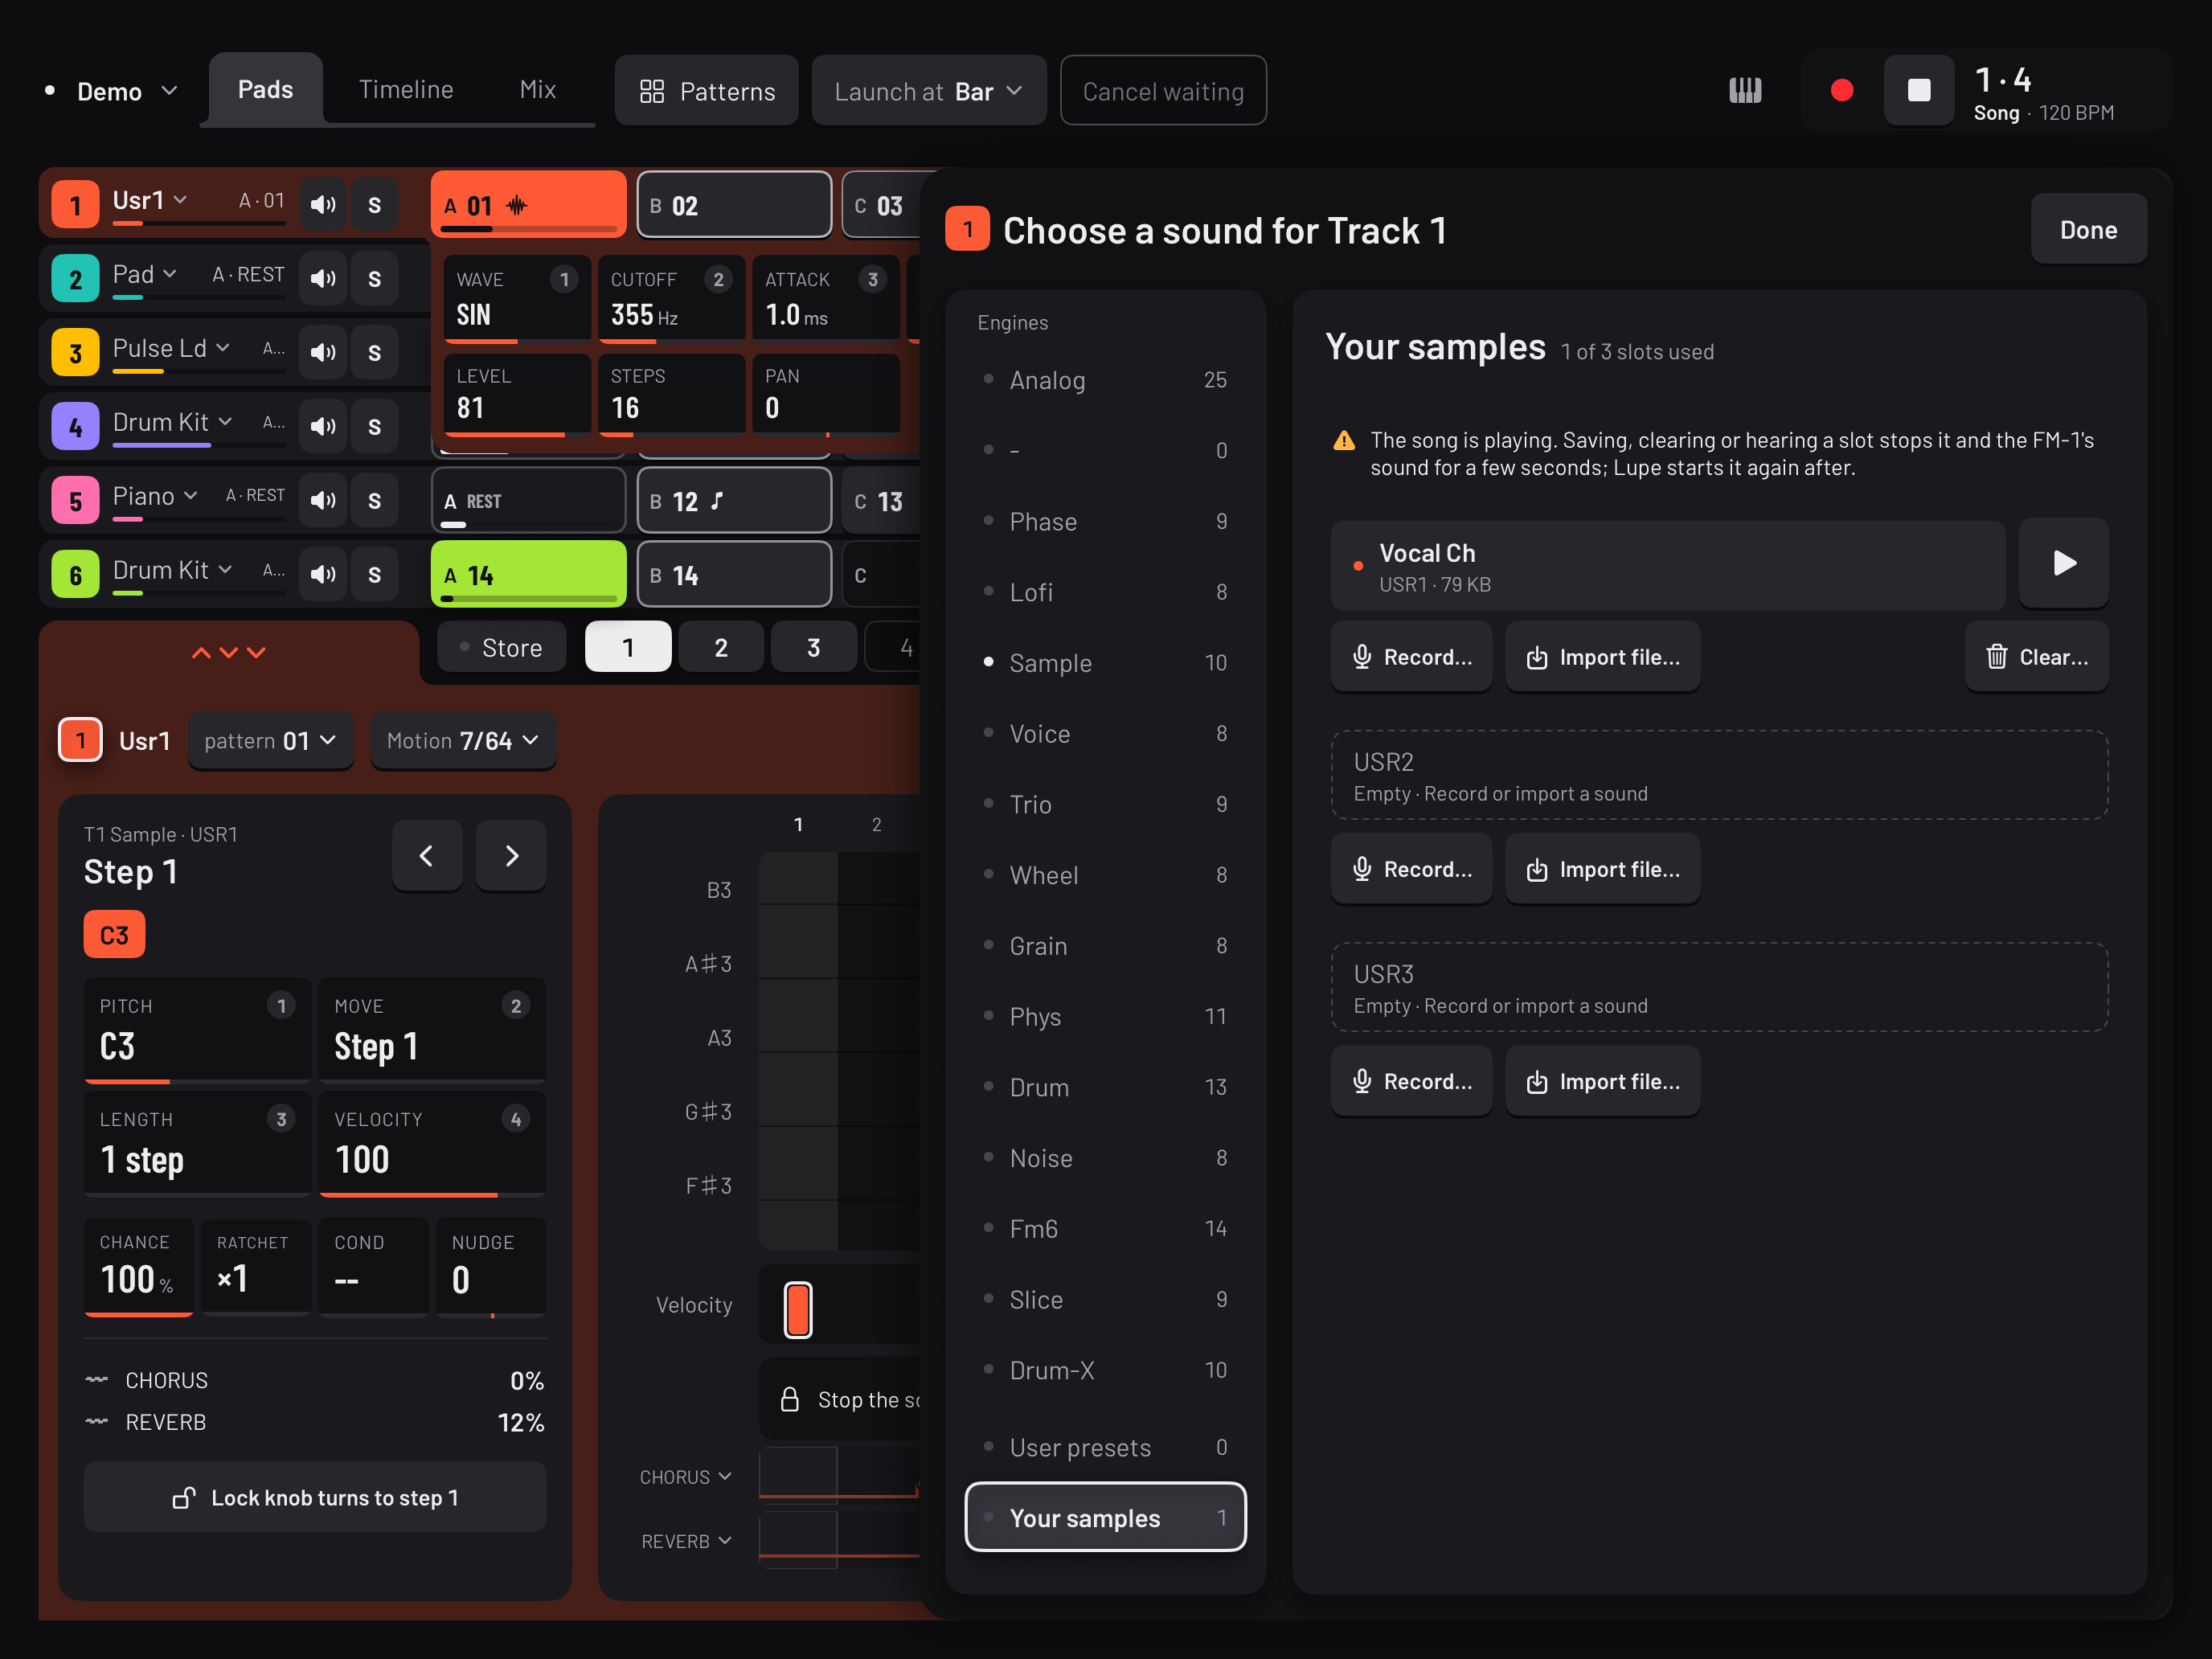 Demo
Pads
Timeline
Mix
Patterns
Launch at Bar
Cancel waiting
1 · 4
Song · 120 BPM
1 Usr1 A · 01 S
A 01
B 02
C 03
2 Pad A · REST S
3 Pulse Ld A... S
4 Drum Kit A... S
5 Piano A · REST S
6 Drum Kit A... S
WAVE 1
SIN
CUTOFF 2
355 Hz
ATTACK 3
1.0 ms
LEVEL
81
STEPS
16
PAN
0
A REST
B 12
C 13
A 14
B 14
C
Store
1
2
3
4
1 Usr1
pattern 01
Motion 7/64
T1 Sample · USR1
Step 1
C3
PITCH 1
C3
MOVE 2
Step 1
LENGTH 3
1 step
VELOCITY 4
100
CHANCE
100 %
RATCHET
×1
COND
--
NUDGE
0
CHORUS 0%
REVERB 12%
Lock knob turns to step 1
1 2
B3
A♯3
A3
G♯3
F♯3
Velocity
Stop the
CHORUS
REVERB
1 Choose a sound for Track 1
Done
Engines
Analog 25
- 0
Phase 9
Lofi 8
Sample 10
Voice 8
Trio 9
Wheel 8
Grain 8
Phys 11
Drum 13
Noise 8
Fm6 14
Slice 9
Drum-X 10
User presets 0
Your samples 1
Your samples 1 of 3 slots used
The song is playing. Saving, clearing or hearing a slot stops it and the FM-1's
sound for a few seconds; Lupe starts it again after.
Vocal Ch
USR1 · 79 KB
Record...
Import file...
Clear...
USR2
Empty · Record or import a sound
Record...
Import file...
USR3
Empty · Record or import a sound
Record...
Import file...